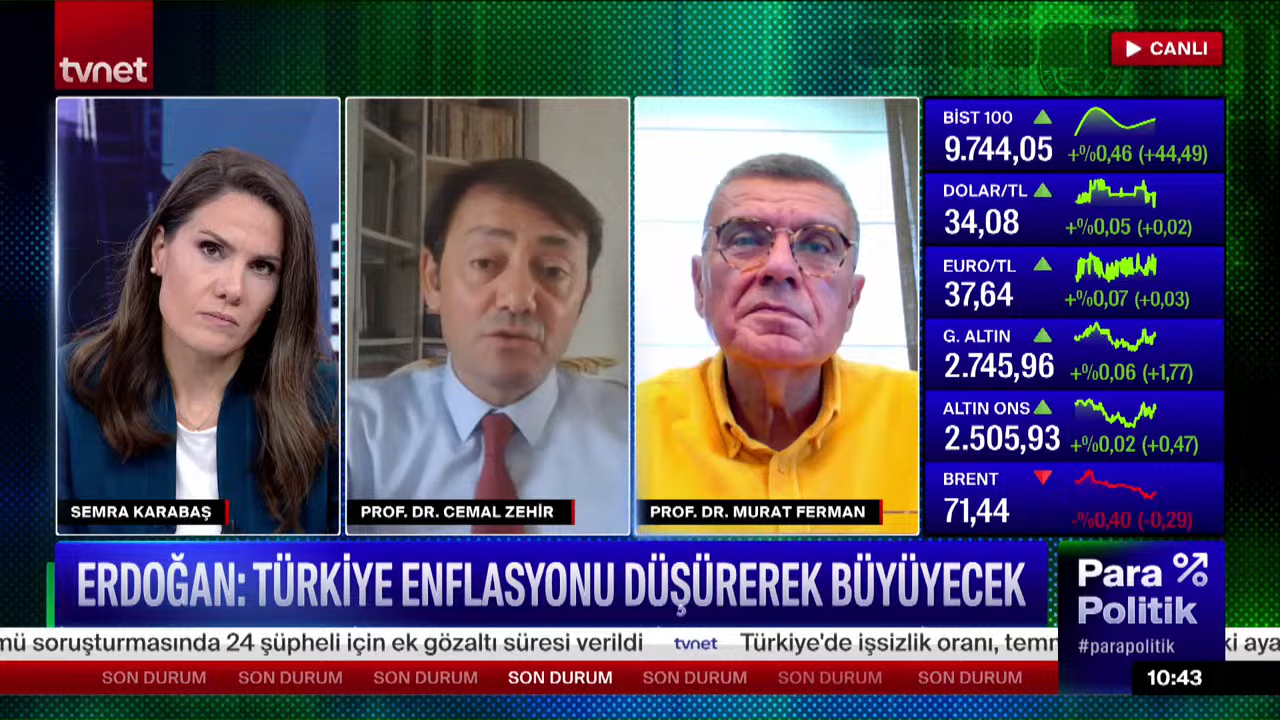 tvnet
CANLI
BİST 100
9.744,05
+%0,46 (+44,49)
DOLAR/TL
34,08
+%0,05 (+0,02)
EURO/TL
37,64
+%0,07 (+0,03)
G. ALTIN
2.745,96
+%0,06 (+1,77)
ALTIN ONS
2.505,93
+%0,02 (+0,47)
BRENT
71,44
-%0,40 (-0,29)
SEMRA KARABAŞ
PROF. DR. CEMAL ZEHİR
PROF. DR. MURAT FERMAN
ERDOĞAN: TÜRKİYE ENFLASYONU DÜŞÜREREK BÜYÜYECEK
Para %
Politik
#parapolitik
soruşturmasında 24 şüpheli için ek gözaltı süresi verildi tvnet Türkiye'de işsizlik oranı,
SON DURUM SON DURUM SON DURUM SON DURUM SON DURUM SON DURUM SON DURUM
10:43